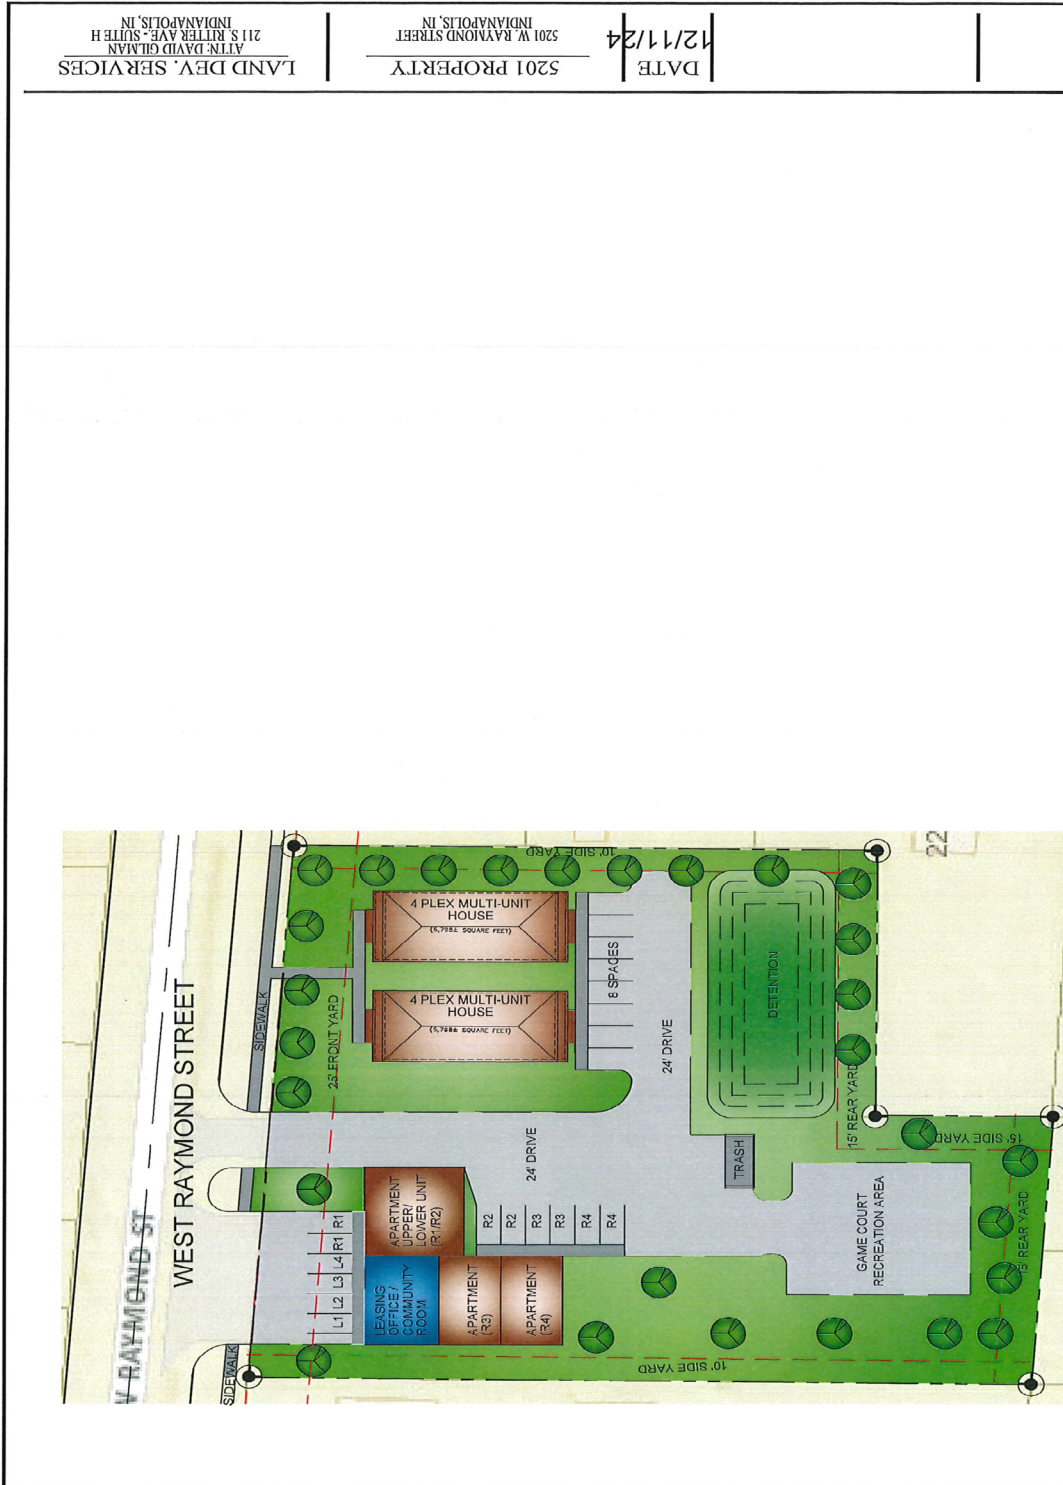 LAND DEV. SERVICES
ATTN: DAVID GILMAN
211 S. RITTER AVE - SUITE H
INDIANAPOLIS, IN
5201 PROPERTY
5201 W. RAYMOND STREET
INDIANAPOLIS, IN
DATE
12/11/24
W RAYMOND ST
WEST RAYMOND STREET
SIDEWALK
SIDEWALK
25' FRONT YARD
10' SIDE YARD
4 PLEX MULTI-UNIT
HOUSE
4 PLEX MULTI-UNIT
HOUSE
8 SPACES
24' DRIVE
DETENTION
15' REAR YARD
22
15' SIDE YARD
15' REAR YARD
24' DRIVE
TRASH
GAME COURT
RECREATION AREA
10' SIDE YARD
L1
L2
L3
L4
R1
R1
APARTMENT
UPPER/
LOWER UNIT
(R1/R2)
LEASING
OFFICE /
COMMUNITY
ROOM
APARTMENT
(R3)
APARTMENT
(R4)
R2
R2
R3
R3
R4
R4